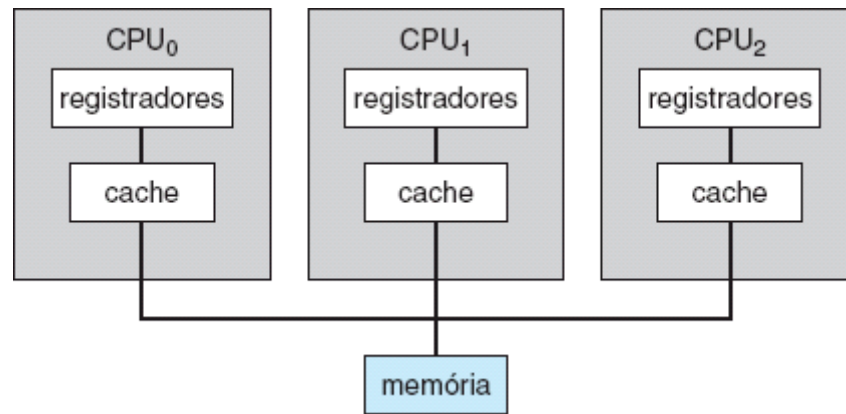 CPU₀ CPU₁ CPU₂
registradores registradores registradores
cache cache cache
memória